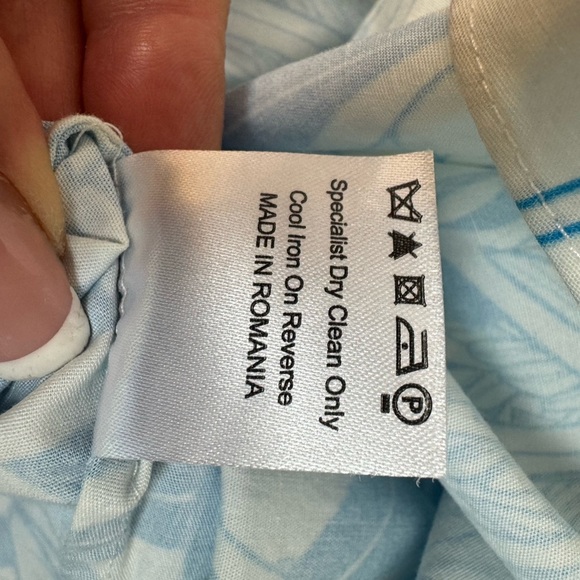 P
Specialist Dry Clean Only
Cool Iron On Reverse
MADE IN ROMANIA